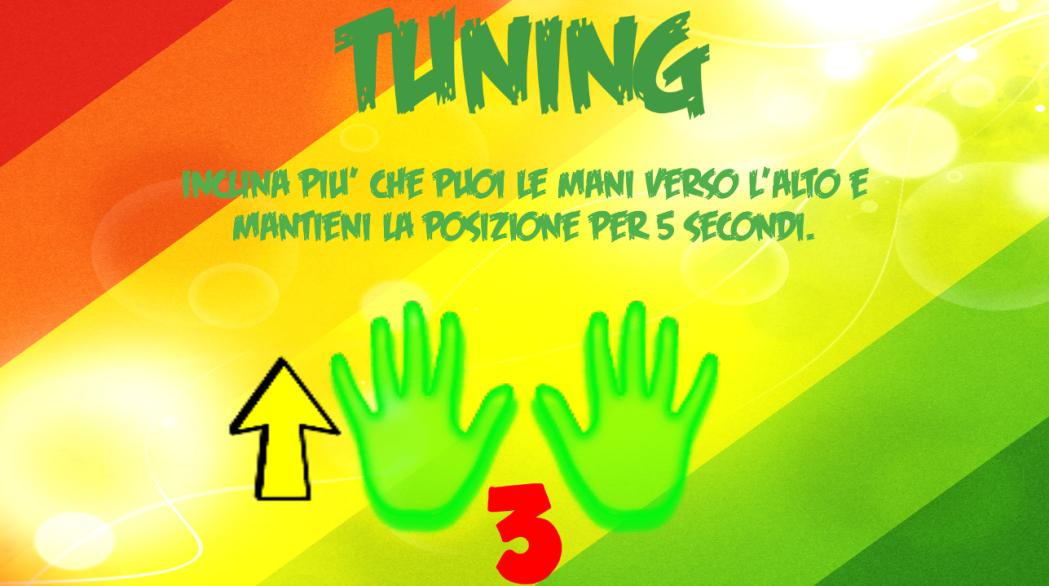 TUNING
INCLINA PIU' CHE PUOI LE MANI VERSO L'ALTO E
MANTIENI LA POSIZIONE PER 5 SECONDI.
3